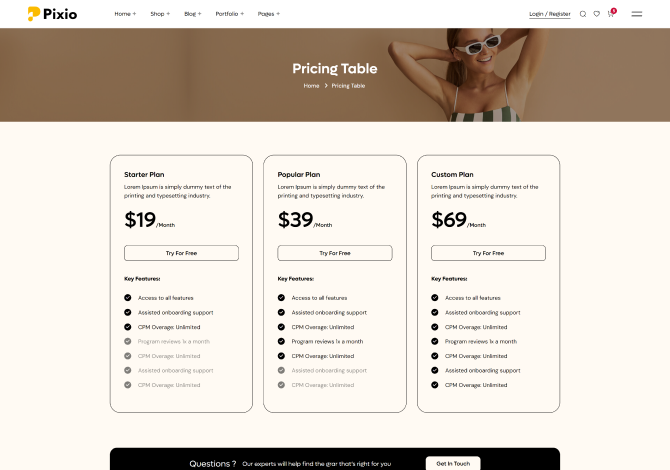 Pixio
Home + Shop + Blog + Portfolio + Pages +
Login / Register
Pricing Table
Home > Pricing Table
Starter Plan
Lorem Ipsum is simply dummy text of the
printing and typesetting industry.
$19/Month
Try For Free
Key Features:
Access to all features
Assisted onboarding support
CPM Overage: Unlimited
Program reviews 1x a month
CPM Overage: Unlimited
Assisted onboarding support
CPM Overage: Unlimited
Popular Plan
Lorem Ipsum is simply dummy text of the
printing and typesetting industry.
$39/Month
Try For Free
Key Features:
Access to all features
Assisted onboarding support
CPM Overage: Unlimited
Program reviews 1x a month
CPM Overage: Unlimited
Assisted onboarding support
CPM Overage: Unlimited
Custom Plan
Lorem Ipsum is simply dummy text of the
printing and typesetting industry.
$69/Month
Try For Free
Key Features:
Access to all features
Assisted onboarding support
CPM Overage: Unlimited
Program reviews 1x a month
CPM Overage: Unlimited
Assisted onboarding support
CPM Overage: Unlimited
Questions ? Our experts will help find the grar that's right for you
Get In Touch